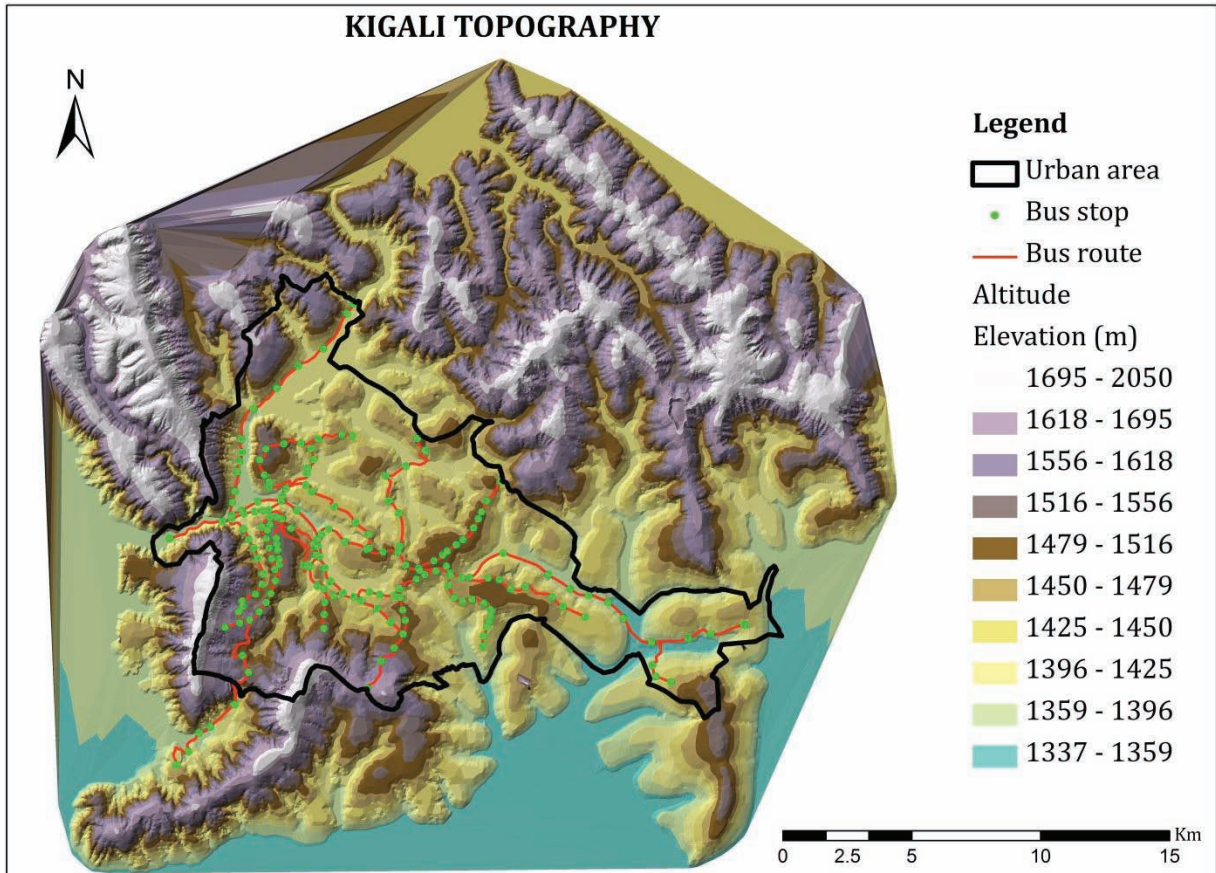 KIGALI TOPOGRAPHY
N
Legend
Urban area
Bus stop
Bus route
Altitude
Elevation (m)
1695 - 2050
1618 - 1695
1556 - 1618
1516 - 1556
1479 - 1516
1450 - 1479
1425 - 1450
1396 - 1425
1359 - 1396
1337 - 1359
Km
0 2.5 5 10 15